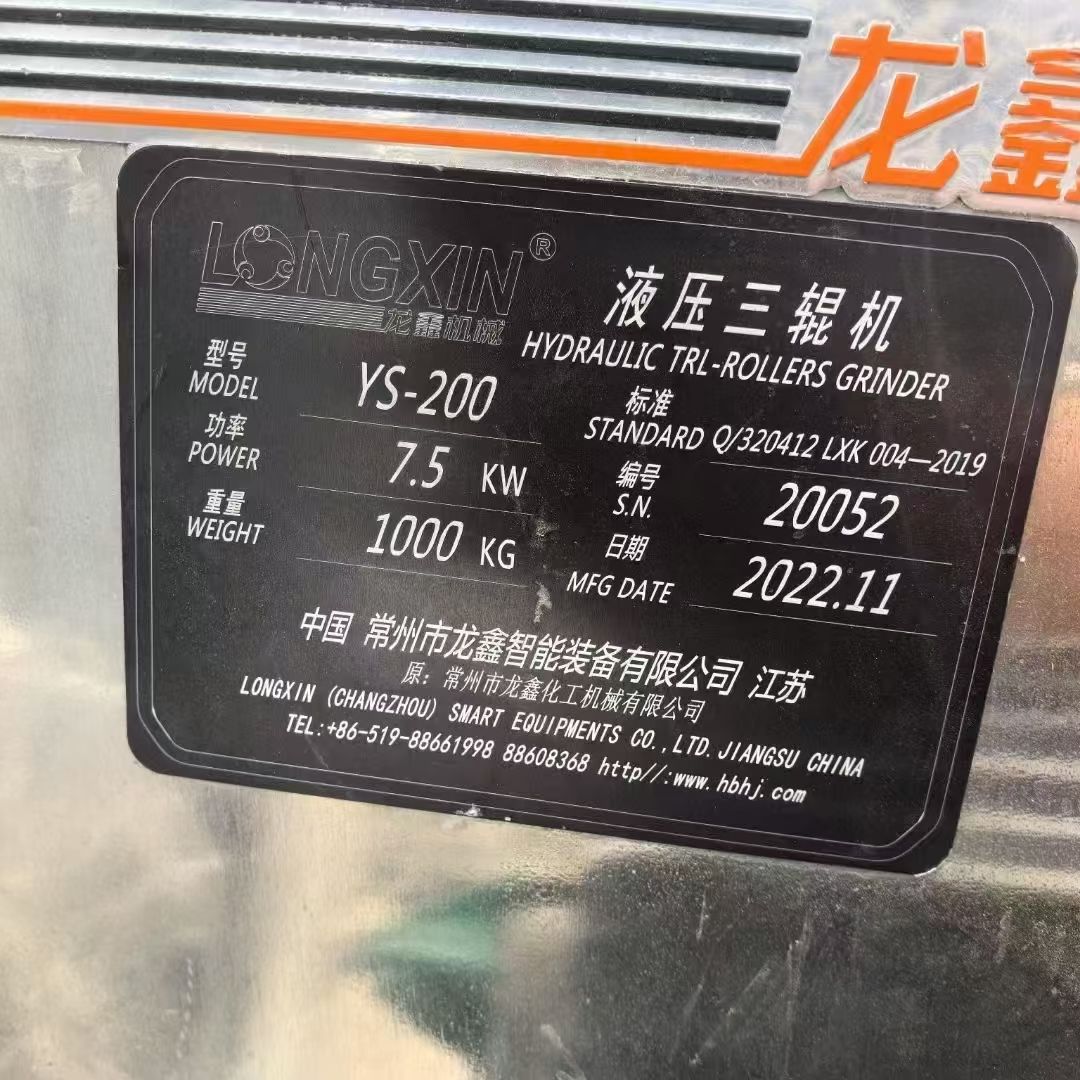 龙鑫
LONGXIN®
龙鑫机械
液压三辊机
HYDRAULIC TRL-ROLLERS GRINDER
型号
MODEL YS-200
标准
STANDARD Q/320412 LXK 004—2019
功率
POWER 7.5 KW
编号
S.N. 20052
重量
WEIGHT 1000 KG
日期
MFG DATE 2022.11
中国 常州市龙鑫智能装备有限公司 江苏
原：常州市龙鑫化工机械有限公司
LONGXIN (CHANGZHOU) SMART EQUIPMENTS CO.,LTD.JIANGSU CHINA
TEL:+86-519-88661998 88608368 http//:www.hbhj.com